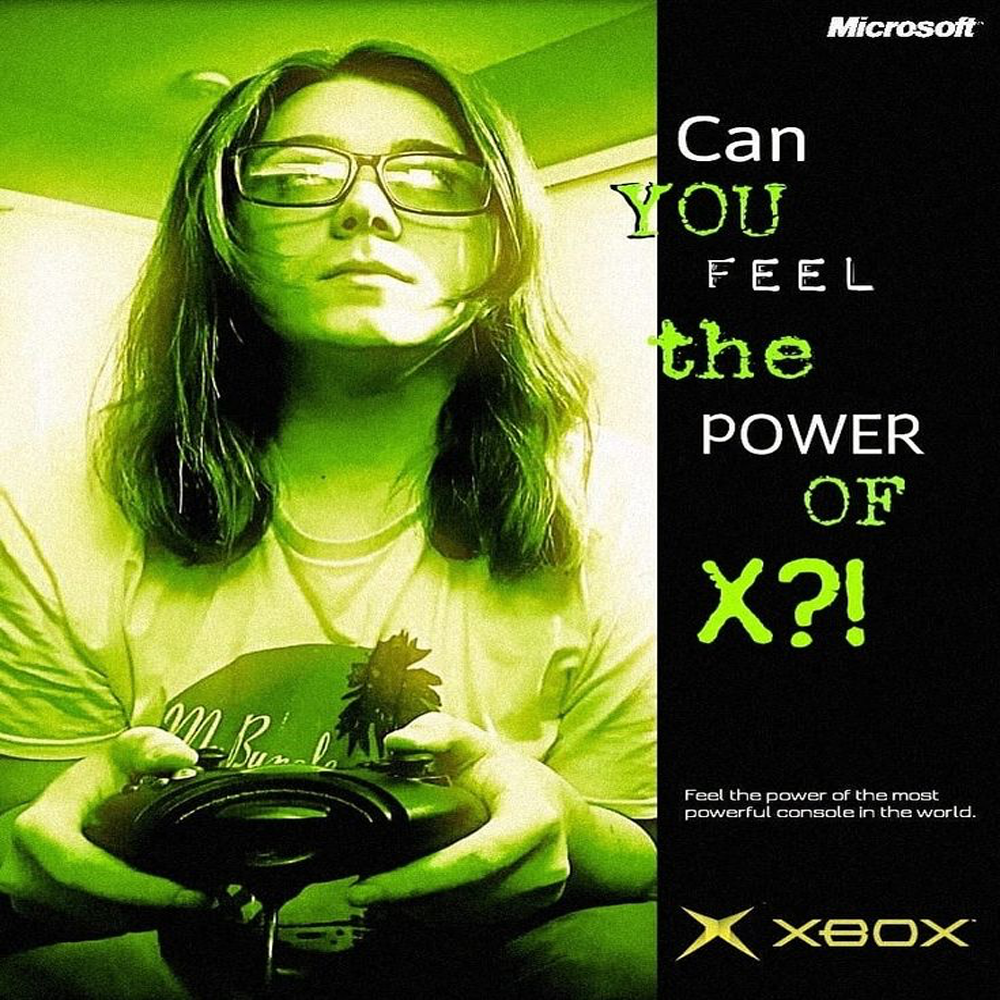 Microsoft
Can
YOU
FEEL
the
POWER
OF
X?!
Feel the power of the most
powerful console in the world.
XBOX